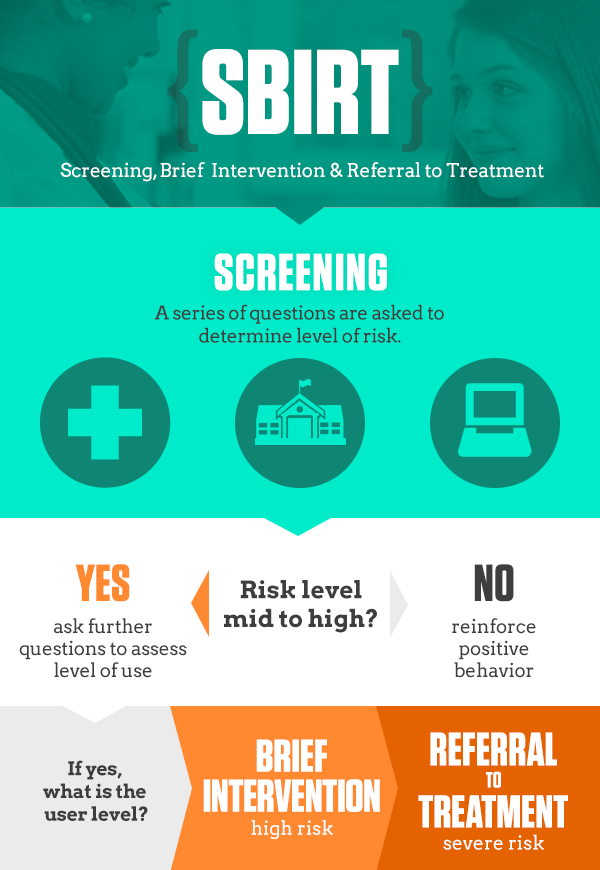 {SBIRT}
Screening, Brief Intervention & Referral to Treatment
SCREENING
A series of questions are asked to
determine level of risk.
YES
ask further
questions to assess
level of use
Risk level
mid to high?
NO
reinforce
positive
behavior
If yes,
what is the
user level?
BRIEF
INTERVENTION
high risk
REFERRAL
TO
TREATMENT
severe risk